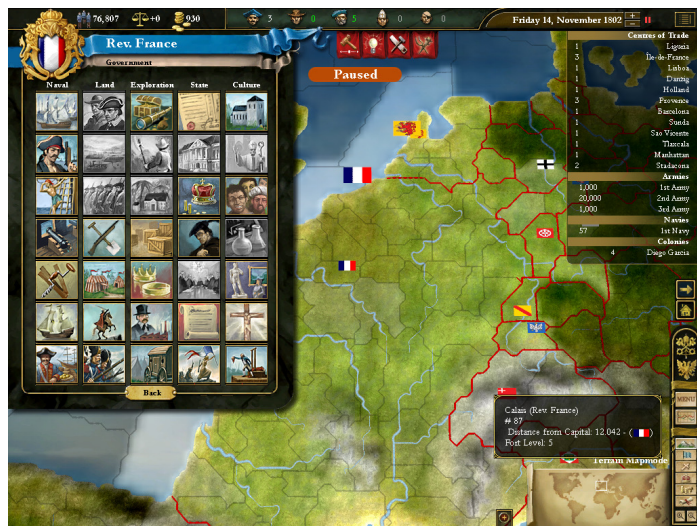 76,807 +0 930
3 0 5 0 0
Friday 14, November 1802
Rev. France
Government
Naval Land Exploration State Culture
Back
Paused
Centres of Trade
1 Liguria
3 Île-de-France
1 Lisboa
1 Danzig
1 Holland
3 Provence
1 Barcelona
1 Sunda
1 Sao Vicente
1 Tlaxcala
1 Manhattan
2 Stadacona
Armies
1,000 1st Army
20,000 2nd Army
1,000 3rd Army
Navies
57 1st Navy
Colonies
4 Diego Garcia
MENU
Calais (Rev. France)
# 87
Distance from Capital: 12.042 - ( )
Fort Level: 5
Terrain Mapmode